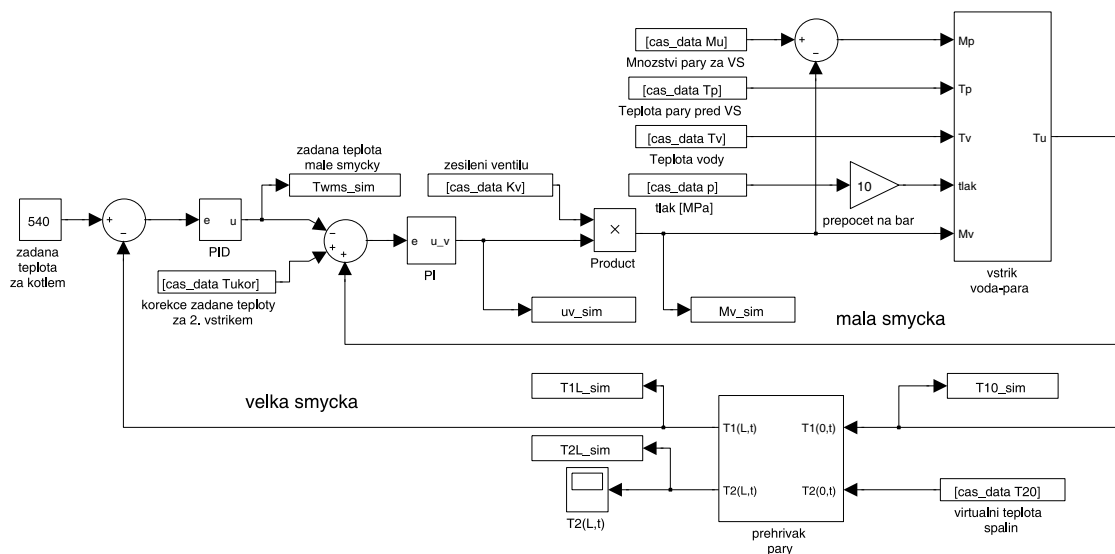 [cas_data Mu]
Mnozstvi pary za VS
+
−
Mp
[cas_data Tp]
Teplota pary pred VS
Tp
[cas_data Tv]
Teplota vody
Tv
Tu
[cas_data p]
tlak [MPa]
10
prepocet na bar
tlak
Mv
vstrik
voda-para
zadana teplota
male smycky
Twms_sim
zesileni ventilu
[cas_data Kv]
×
Product
540
zadana
teplota
za kotlem
+
−
e
u
PID
−
+
+
e
u_v
PI
[cas_data Tukor]
korekce zadane teploty
za 2. vstrikem
uv_sim
Mv_sim
mala smycka
velka smycka
T1L_sim
T10_sim
T1(L,t)
T1(0,t)
T2L_sim
T2(L,t)
T2(0,t)
T2(L,t)
[cas_data T20]
virtualni teplota
spalin
prehrivak
pary